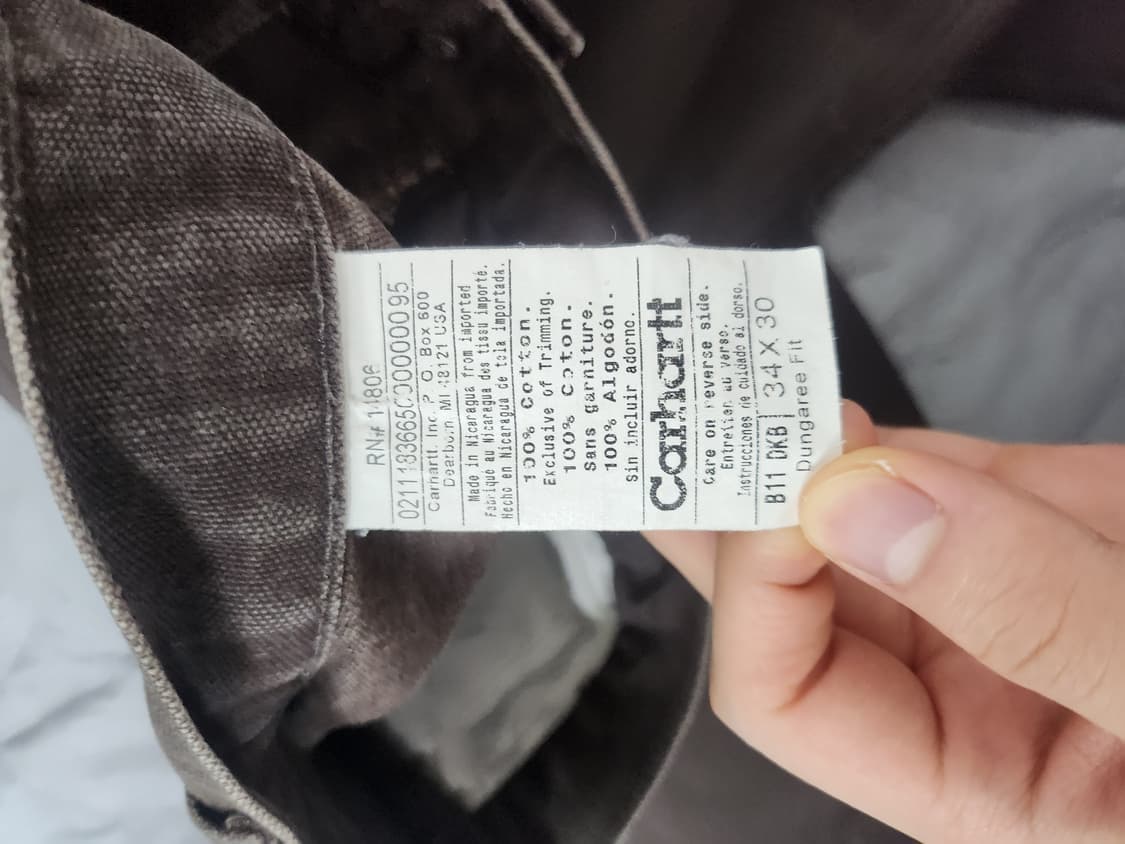 RN# 14806
Carhartt, Inc. P. O. Box 600
Dearborn, MI 48121 USA
Made in Nicaragua from imported
Fabriqué au Nicaragua des tissu importé.
Hecho en Nicaragua de tela importada.
100% Cotton.
Exclusive of Trimming.
100% Coton.
Sans garniture.
100% Algodón.
Sin incluir adorno.
Carhartt
Care on reverse side.
Entretien au verso.
Instrucciones de cuidado al dorso.
B11 DKB 34 X 30
Dungaree Fit